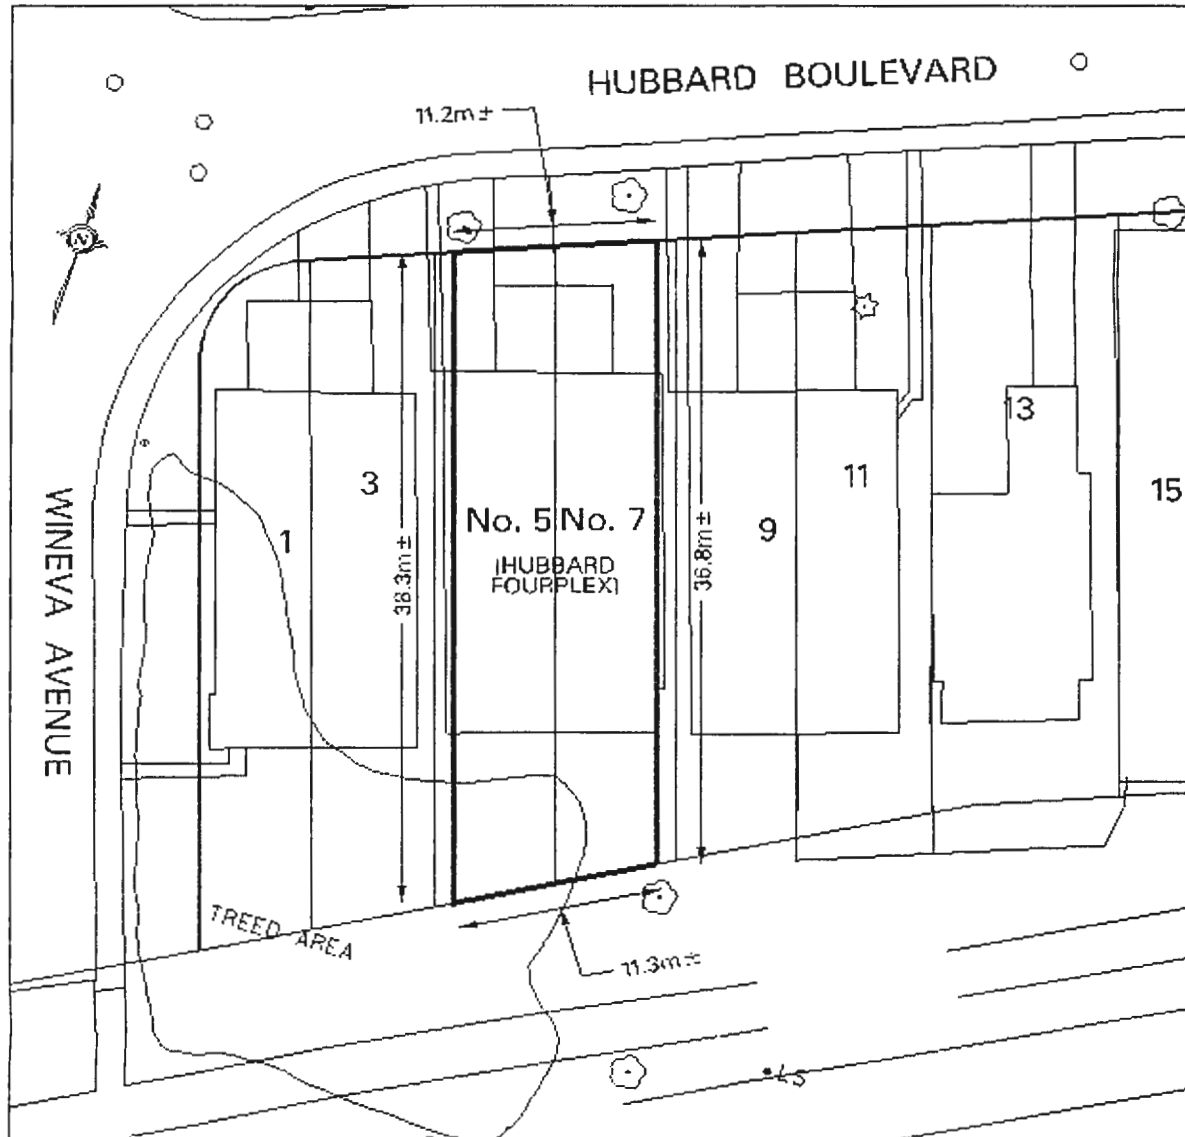 HUBBARD BOULEVARD
11.2m±
N
13
3
11
15
No. 5 No. 7
1
9
WINEVA AVENUE
(HUBBARD
FOURPLEX)
38.3m±
36.8m±
TREED AREA
11.3m±
LS